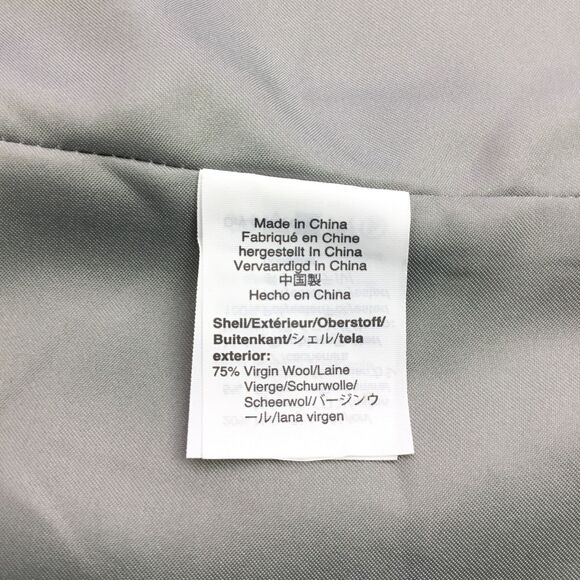 Made in China
Fabriqué en Chine
hergestellt In China
Vervaardigd in China
中国製
Hecho en China
Shell/Extérieur/Oberstoff/
Buitenkant/シェル/tela
exterior:
75% Virgin Wool/Laine
Vierge/Schurwolle/
Scheerwol/バージンウ
ール/lana virgen